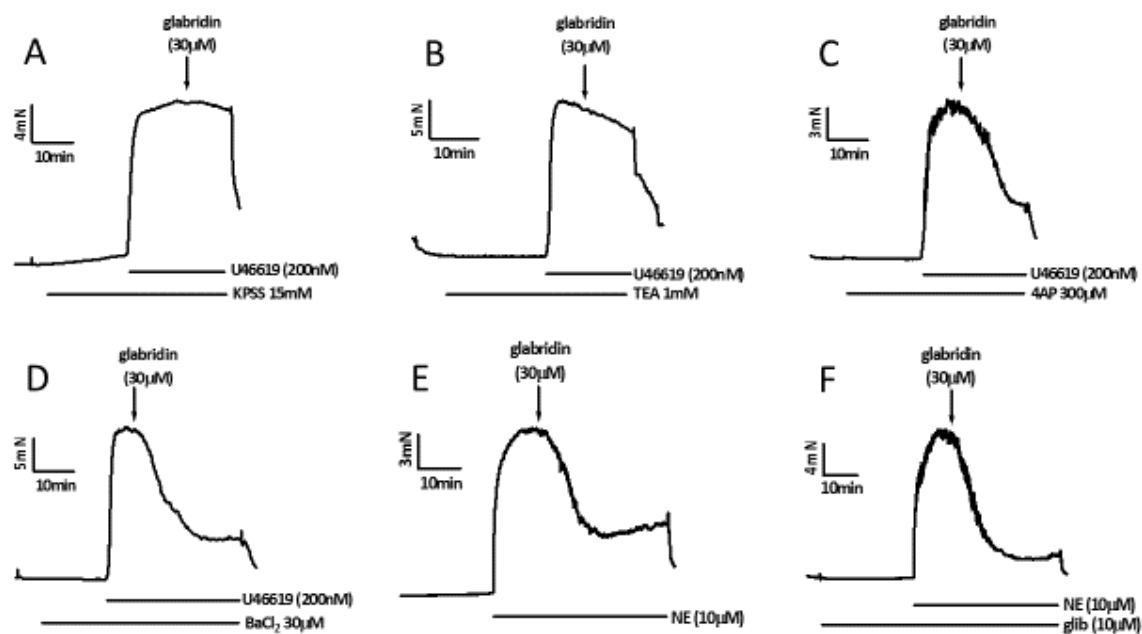 A
glabridin
(30μM)
4mN
10min
U46619 (200nM)
KPSS 15mM
B
glabridin
(30μM)
5mN
10min
U46619 (200nM)
TEA 1mM
C
glabridin
(30μM)
3mN
10min
U46619 (200nM)
4AP 300μM
D
glabridin
(30μM)
5mN
10min
U46619 (200nM)
BaCl₂ 30μM
E
glabridin
(30μM)
3mN
10min
NE (10μM)
F
glabridin
(30μM)
4mN
10min
NE (10μM)
glib (10μM)